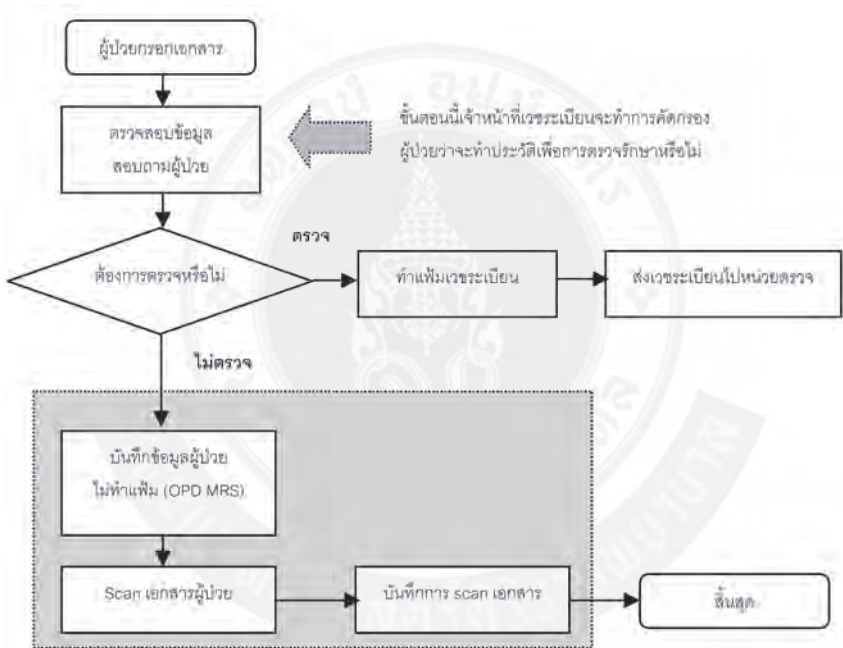 ผู้ป่วยกรอกเอกสาร
ตรวจสอบข้อมูล
สอบถามผู้ป่วย
ขั้นตอนนี้เจ้าหน้าที่เวชระเบียนจะทำการคัดกรอง
ผู้ป่วยว่าจะทำประวัติเพื่อการตรวจรักษาหรือไม่
ต้องการตรวจหรือไม่
ตรวจ
ทำแฟ้มเวชระเบียน
ส่งเวชระเบียนไปหน่วยตรวจ
ไม่ตรวจ
บันทึกข้อมูลผู้ป่วย
ไม่ทำแฟ้ม (OPD MRS)
Scan เอกสารผู้ป่วย
บันทึกการ scan เอกสาร
สิ้นสุด